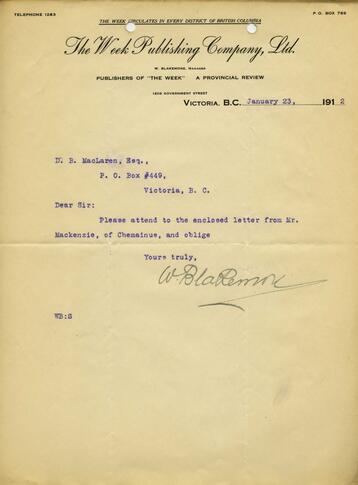 TELEPHONE 1283
THE WEEK CIRCULATES IN EVERY DISTRICT OF BRITISH COLUMBIA
P.O. BOX 766
The Week Publishing Company, Ltd.
W. BLAKEMORE, MANAGER
PUBLISHERS OF "THE WEEK" A PROVINCIAL REVIEW
1208 GOVERNMENT STREET
VICTORIA, B.C. January 23, 1912
D. B. MacLaren, Esq.,
P. O. Box #449,
Victoria, B. C.
Dear Sir:
Please attend to the enclosed letter from Mr.
Mackenzie, of Chemainus, and oblige
Yours truly,
W. Blakemore
WB:S